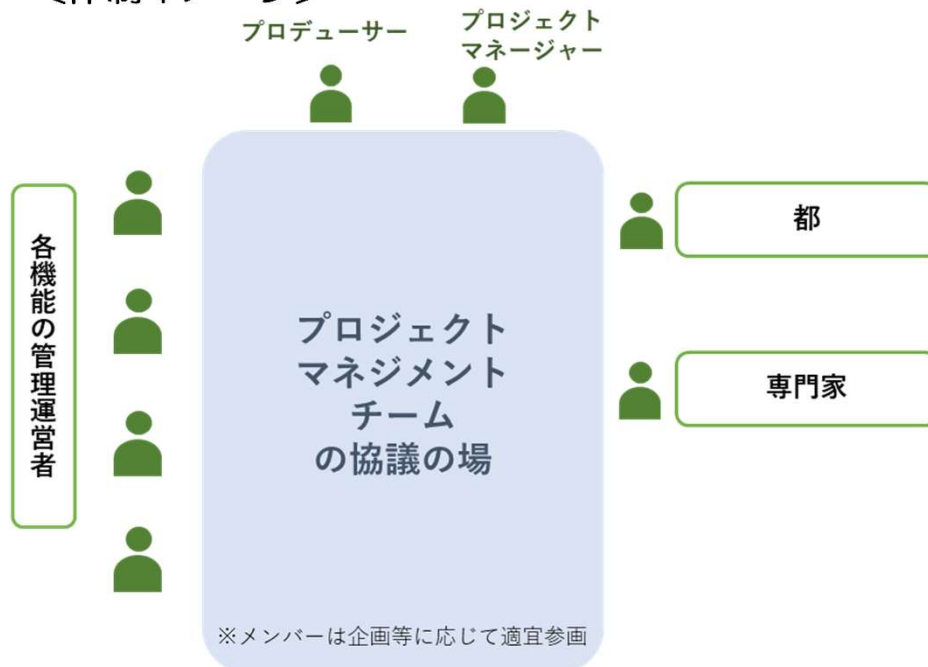 プロデューサー
プロジェクト
マネージャー
各機能の管理運営者
都
プロジェクト
マネジメント
チーム
の協議の場
専門家
※メンバーは企画等に応じて適宜参画